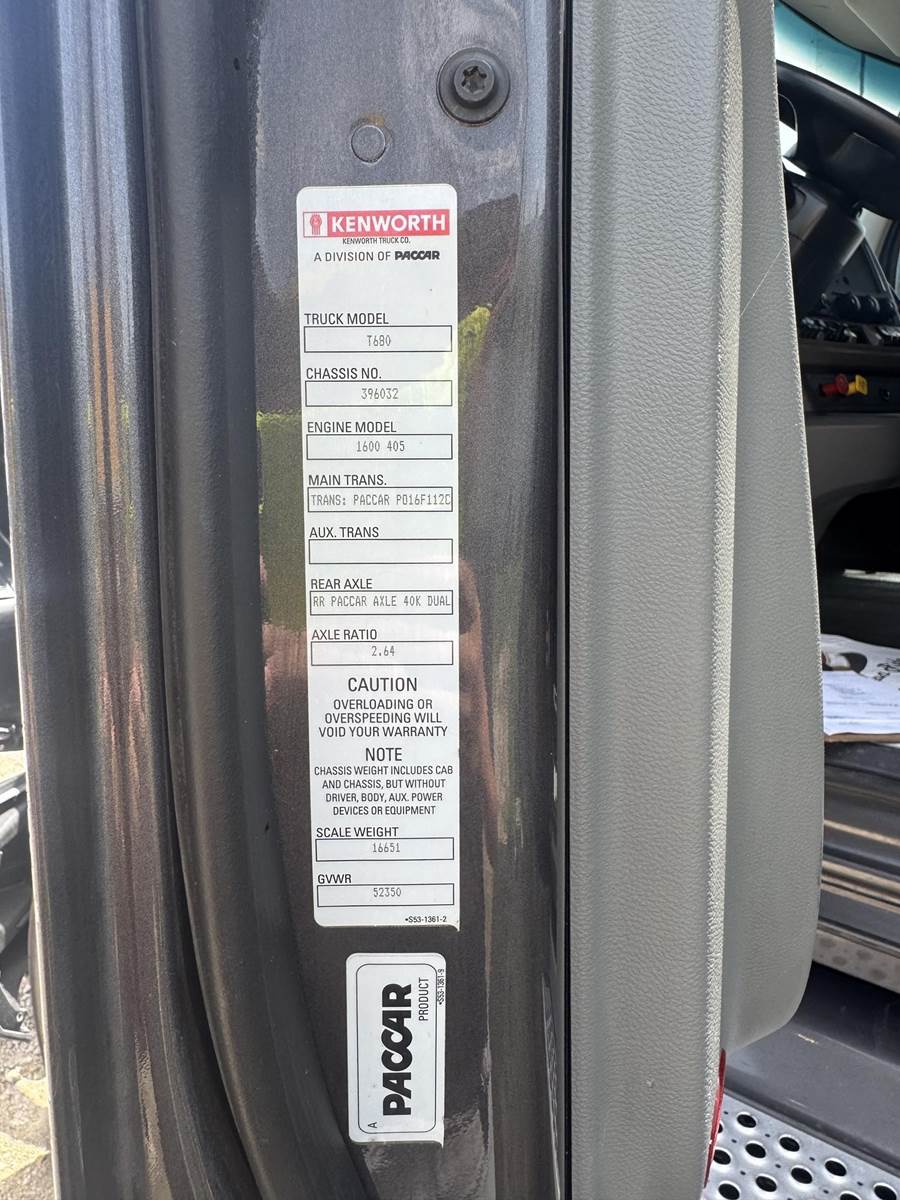 KENWORTH
KENWORTH TRUCK CO.
A DIVISION OF PACCAR
TRUCK MODEL
T680
CHASSIS NO.
396032
ENGINE MODEL
1600 405
MAIN TRANS.
TRANS: PACCAR PO16F112C
AUX. TRANS
REAR AXLE
RR PACCAR AXLE 40K DUAL
AXLE RATIO
2.64
CAUTION
OVERLOADING OR
OVERSPEEDING WILL
VOID YOUR WARRANTY
NOTE
CHASSIS WEIGHT INCLUDES CAB
AND CHASSIS, BUT WITHOUT
DRIVER, BODY, AUX. POWER
DEVICES OR EQUIPMENT
SCALE WEIGHT
16651
GVWR
52350
•S53-1361-2
A
PACCAR
PRODUCT
•S53-1361-9